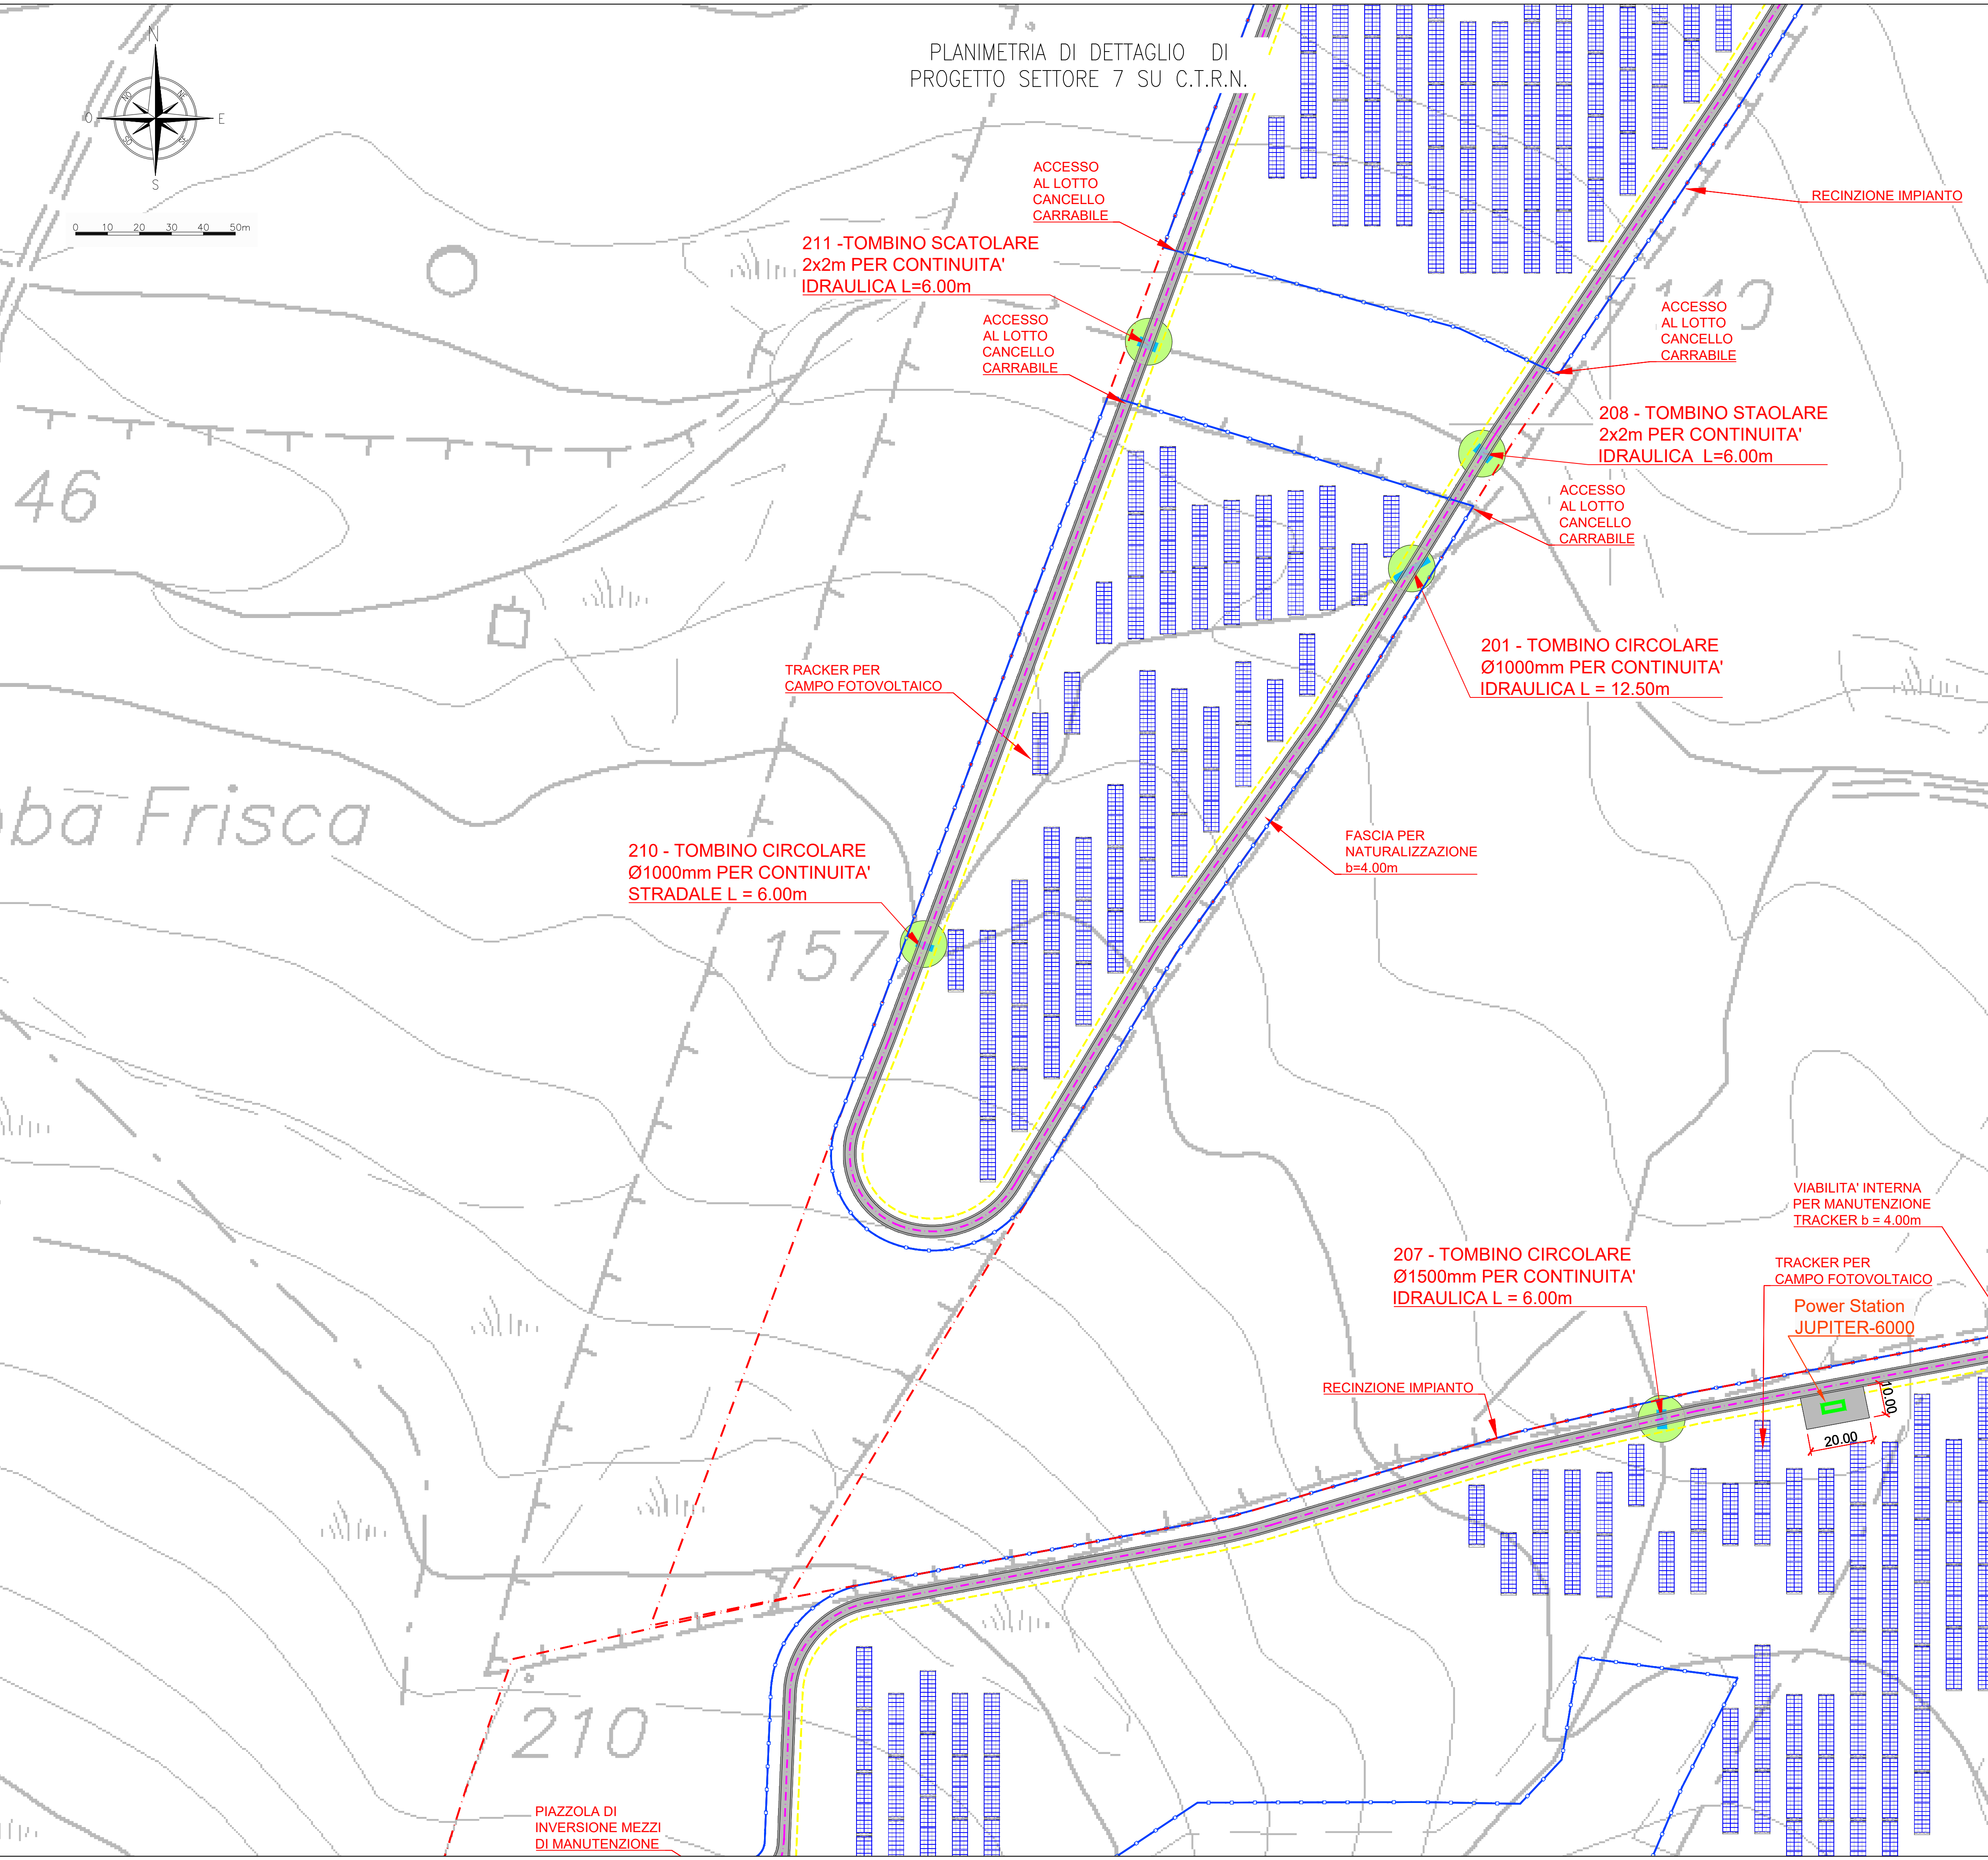 PLANIMETRIA DI DETTAGLIO DI
PROGETTO SETTORE 7 SU C.T.R.N.
N
O
E
S
0 10 20 30 40 50m
ACCESSO
AL LOTTO
CANCELLO
CARRABILE
RECINZIONE IMPIANTO
211 -TOMBINO SCATOLARE
2x2m PER CONTINUITA'
IDRAULICA L=6.00m
ACCESSO
AL LOTTO
CANCELLO
CARRABILE
140
ACCESSO
AL LOTTO
CANCELLO
CARRABILE
208 - TOMBINO STAOLARE
2x2m PER CONTINUITA'
IDRAULICA L=6.00m
46
ACCESSO
AL LOTTO
CANCELLO
CARRABILE
201 - TOMBINO CIRCOLARE
Ø1000mm PER CONTINUITA'
IDRAULICA L = 12.50m
TRACKER PER
CAMPO FOTOVOLTAICO
ba Frisca
FASCIA PER
NATURALIZZAZIONE
b=4.00m
210 - TOMBINO CIRCOLARE
Ø1000mm PER CONTINUITA'
STRADALE L = 6.00m
157
VIABILITA' INTERNA
PER MANUTENZIONE
TRACKER b = 4.00m
207 - TOMBINO CIRCOLARE
Ø1500mm PER CONTINUITA'
IDRAULICA L = 6.00m
TRACKER PER
CAMPO FOTOVOLTAICO
Power Station
JUPITER-6000
RECINZIONE IMPIANTO
10.00
20.00
210
PIAZZOLA DI
INVERSIONE MEZZI
DI MANUTENZIONE